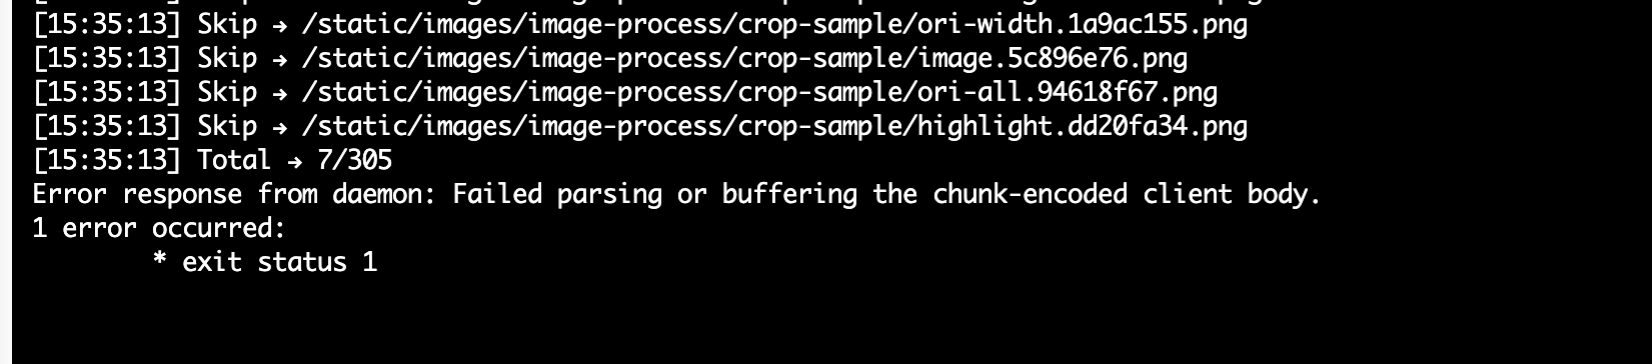 [15:35:13] Skip → /static/images/image-process/crop-sample/ori-width.1a9ac155.png
[15:35:13] Skip → /static/images/image-process/crop-sample/image.5c896e76.png
[15:35:13] Skip → /static/images/image-process/crop-sample/ori-all.94618f67.png
[15:35:13] Skip → /static/images/image-process/crop-sample/highlight.dd20fa34.png
[15:35:13] Total → 7/305
Error response from daemon: Failed parsing or buffering the chunk-encoded client body.
1 error occurred:
* exit status 1